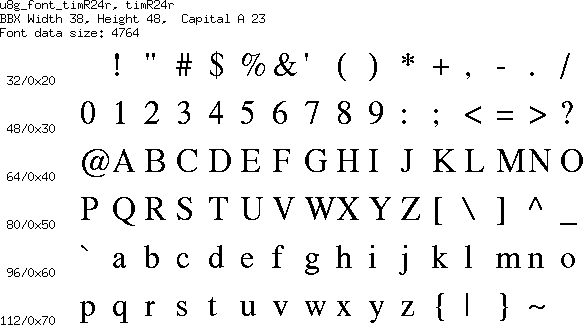 u8g_font_timR24r, timR24r
BBX Width 38, Height 48,  Capital A 23
Font data size: 4764
32/0x20 ! " # $ % & ' ( ) * + , - . /
48/0x30 0 1 2 3 4 5 6 7 8 9 : ; < = > ?
64/0x40 @ A B C D E F G H I J K L M N O
80/0x50 P Q R S T U V W X Y Z [ \ ] ^ _
96/0x60 ` a b c d e f g h i j k l m n o
112/0x70 p q r s t u v w x y z { | } ~